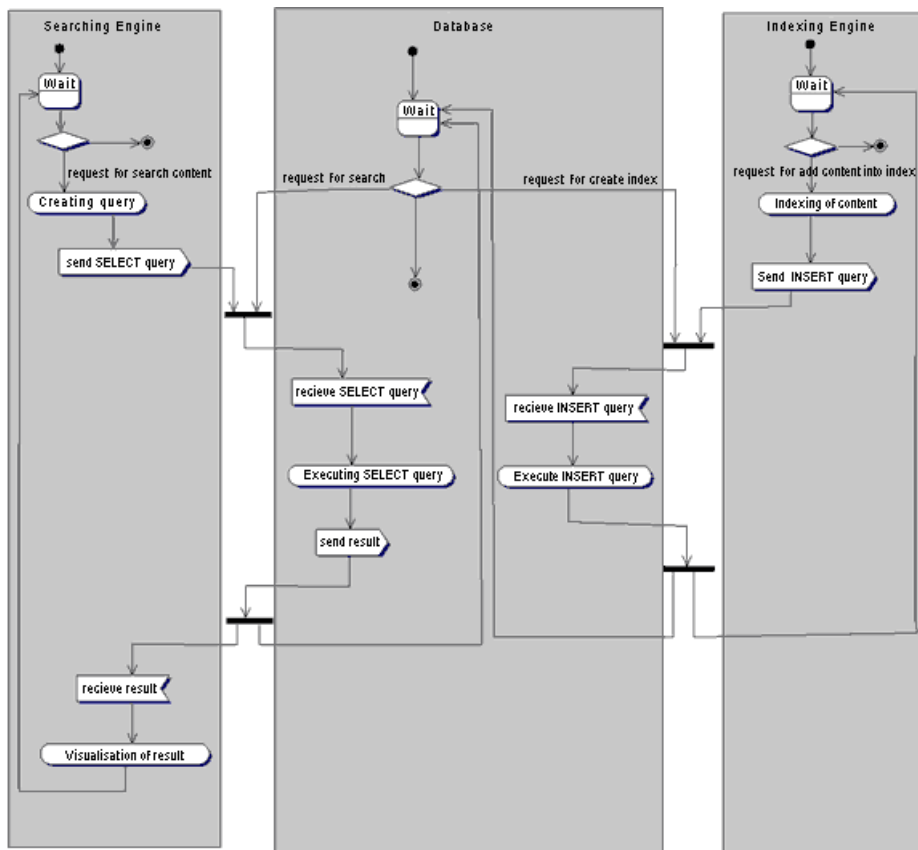 Searching Engine
Database
Indexing Engine
Wait
Wait
Wait
request for search content
request for search
request for create index
request for add content into index
Creating query
Indexing of content
send SELECT query
Send INSERT query
recieve SELECT query
recieve INSERT query
Executing SELECT query
Execute INSERT query
send result
recieve result
Visualisation of result